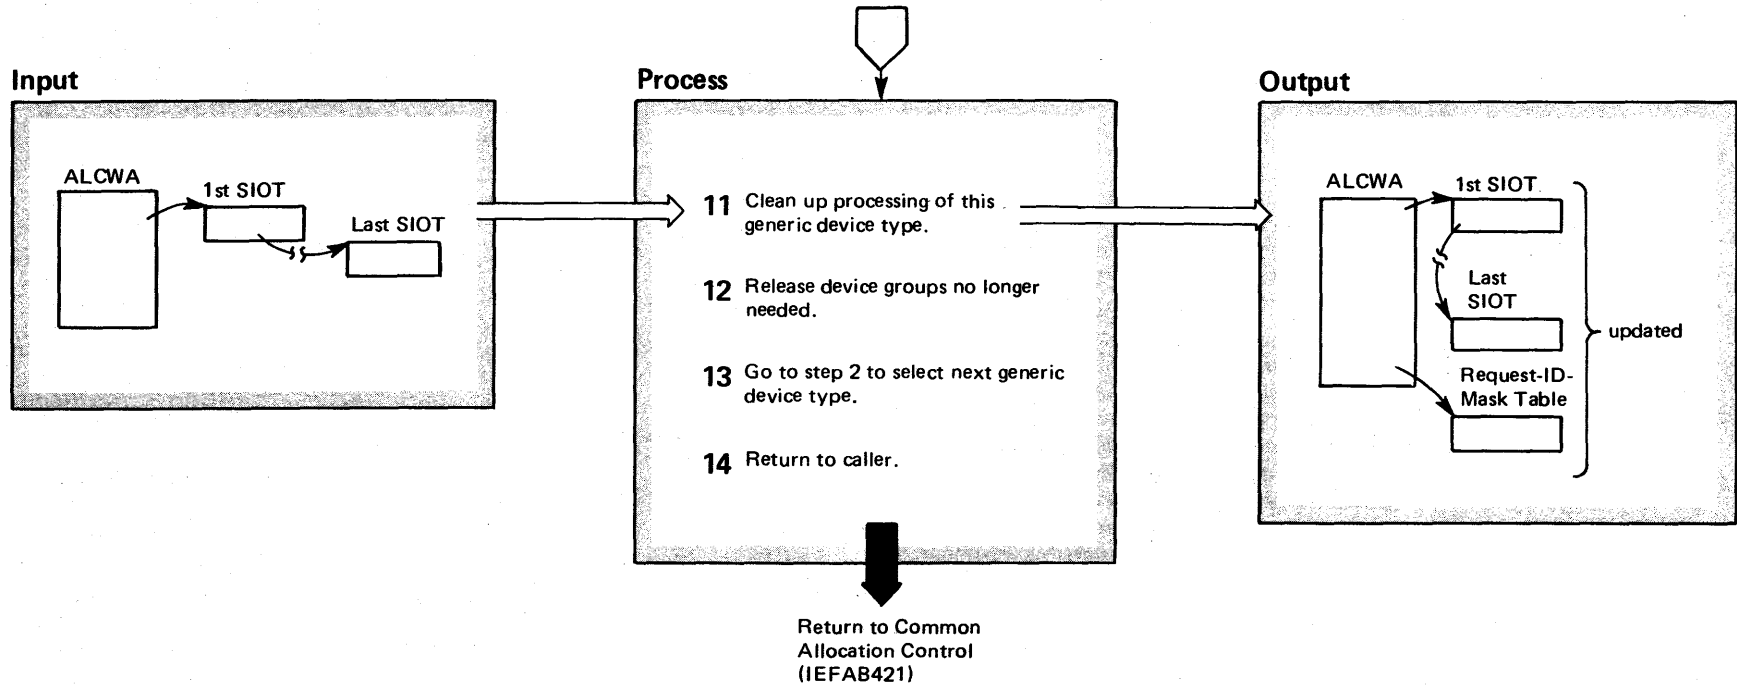 Input
ALCWA
1st SIOT
Last SIOT
Process
11 Clean up processing of this
generic device type.
12 Release device groups no longer
needed.
13 Go to step 2 to select next generic
device type.
14 Return to caller.
Return to Common
Allocation Control
(IEFAB421)
Output
ALCWA
1st SIOT
Last
SIOT
Request-ID-
Mask Table
updated